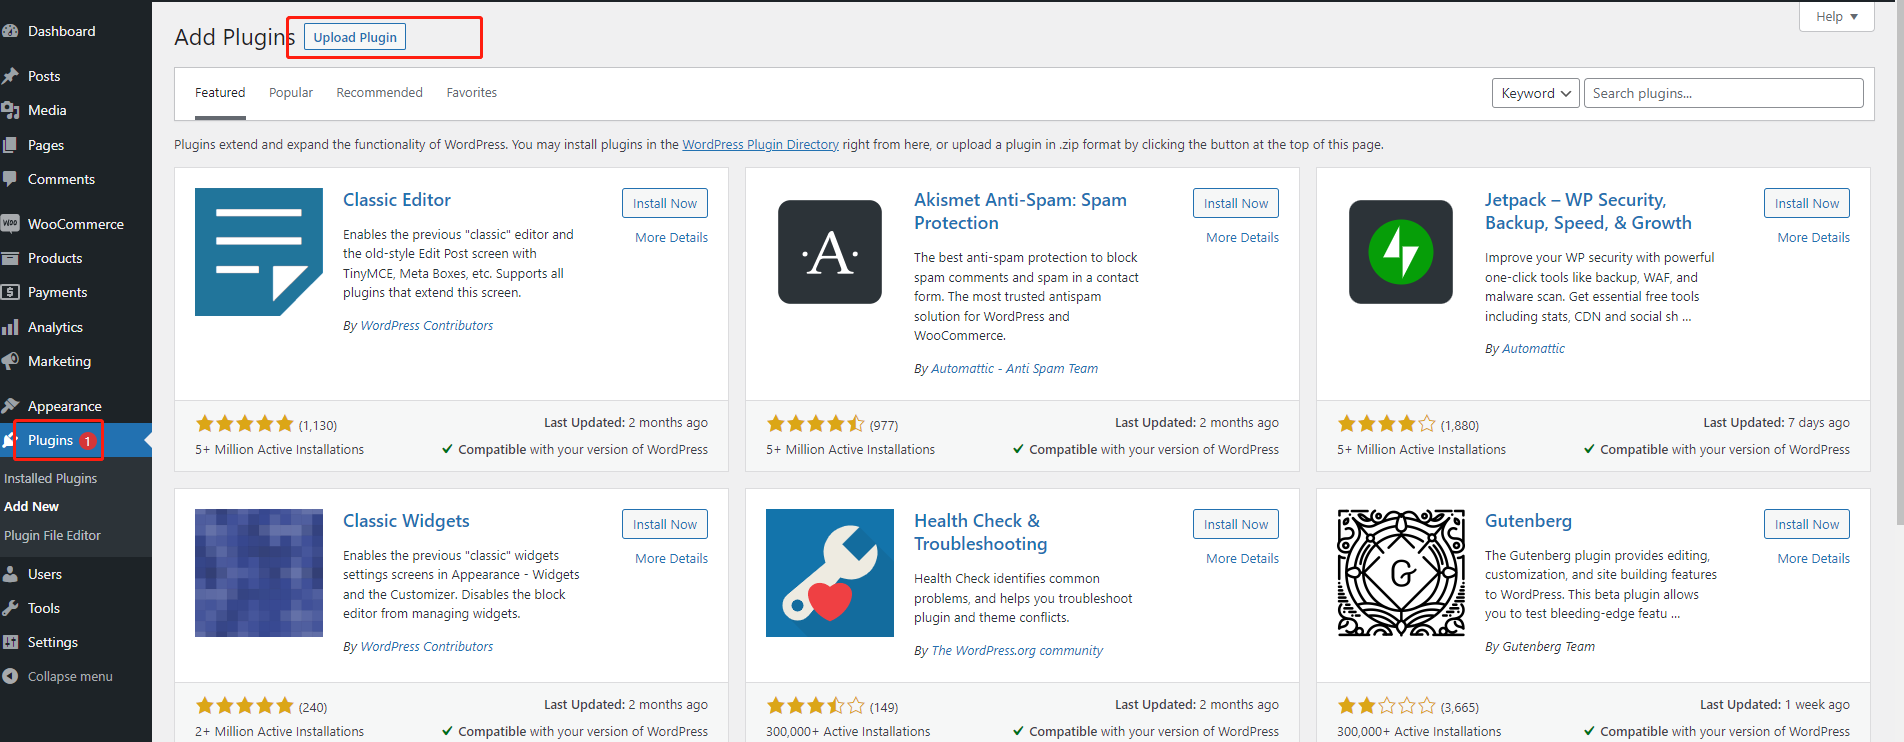 Dashboard
Posts
Media
Pages
Comments
WOO WooCommerce
Products
Payments
Analytics
Marketing
Appearance
Plugins 1
Installed Plugins
Add New
Plugin File Editor
Users
Tools
Settings
Collapse menu
Add Plugins Upload Plugin
Help
Featured Popular Recommended Favorites
Keyword Search plugins...
Plugins extend and expand the functionality of WordPress. You may install plugins in the WordPress Plugin Directory right from here, or upload a plugin in .zip format by clicking the button at the top of this page.
Classic Editor
Install Now
More Details
Enables the previous "classic" editor and
the old-style Edit Post screen with
TinyMCE, Meta Boxes, etc. Supports all
plugins that extend this screen.
By WordPress Contributors
(1,130)
Last Updated: 2 months ago
5+ Million Active Installations
Compatible with your version of WordPress
·A·
Akismet Anti-Spam: Spam
Protection
Install Now
More Details
The best anti-spam protection to block
spam comments and spam in a contact
form. The most trusted antispam
solution for WordPress and
WooCommerce.
By Automattic - Anti Spam Team
(977)
Last Updated: 2 months ago
5+ Million Active Installations
Compatible with your version of WordPress
Jetpack – WP Security,
Backup, Speed, & Growth
Install Now
More Details
Improve your WP security with powerful
one-click tools like backup, WAF, and
malware scan. Get essential free tools
including stats, CDN and social sh ...
By Automattic
(1,880)
Last Updated: 7 days ago
5+ Million Active Installations
Compatible with your version of WordPress
Classic Widgets
Install Now
More Details
Enables the previous "classic" widgets
settings screens in Appearance - Widgets
and the Customizer. Disables the block
editor from managing widgets.
By WordPress Contributors
(240)
Last Updated: 2 months ago
2+ Million Active Installations
Compatible with your version of WordPress
Health Check &
Troubleshooting
Install Now
More Details
Health Check identifies common
problems, and helps you troubleshoot
plugin and theme conflicts.
By The WordPress.org community
(149)
Last Updated: 2 months ago
300,000+ Active Installations
Compatible with your version of WordPress
G
Gutenberg
Install Now
More Details
The Gutenberg plugin provides editing,
customization, and site building features
to WordPress. This beta plugin allows
you to test bleeding-edge featu ...
By Gutenberg Team
(3,665)
Last Updated: 1 week ago
300,000+ Active Installations
Compatible with your version of WordPress